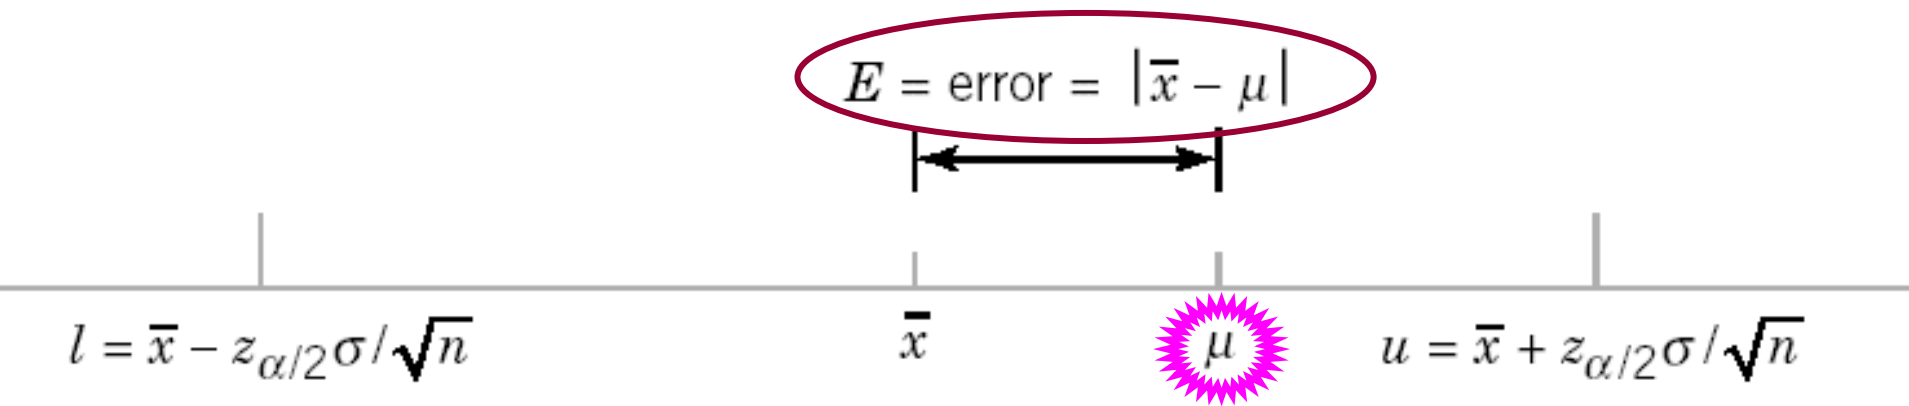 E = error = |x̅ − μ|
l = x̅ − z_{α/2}σ/√n x̅ μ u = x̅ + z_{α/2}σ/√n